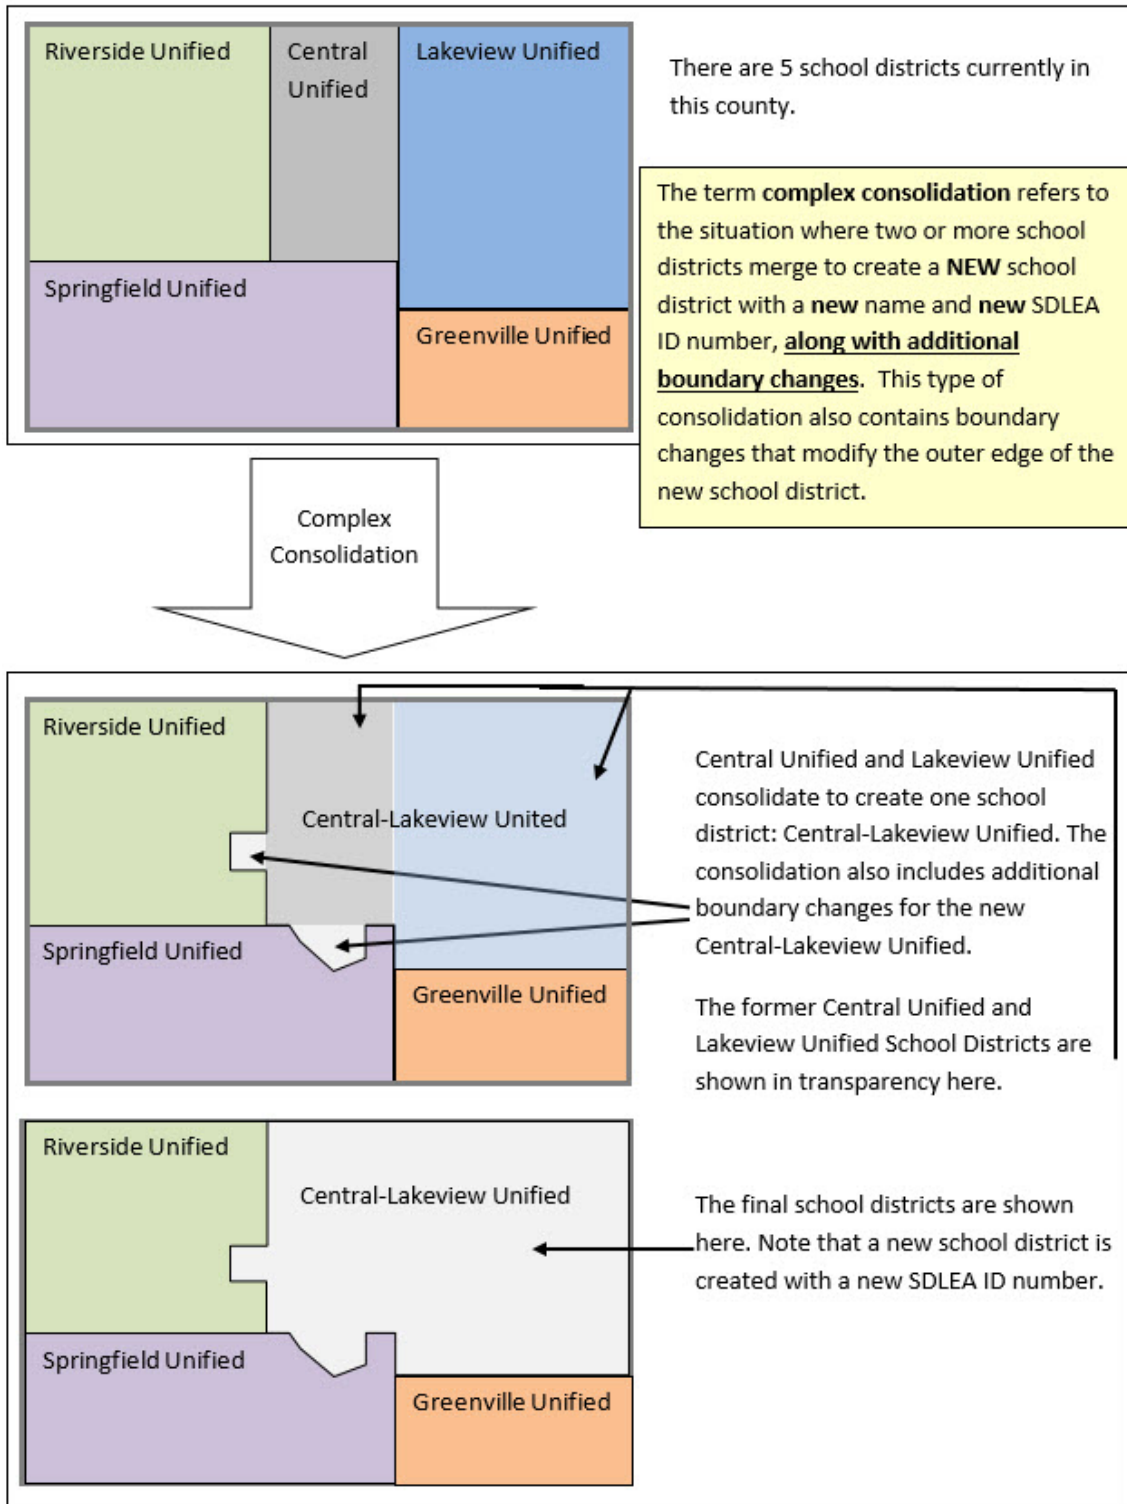 Riverside Unified
Central
Unified
Lakeview Unified
Springfield Unified
Greenville Unified
There are 5 school districts currently in
this county.
The term complex consolidation refers to
the situation where two or more school
districts merge to create a NEW school
district with a new name and new SDLEA
ID number, along with additional
boundary changes. This type of
consolidation also contains boundary
changes that modify the outer edge of the
new school district.
Complex
Consolidation
Riverside Unified
Central-Lakeview United
Springfield Unified
Greenville Unified
Central Unified and Lakeview Unified
consolidate to create one school
district: Central-Lakeview Unified. The
consolidation also includes additional
boundary changes for the new
Central-Lakeview Unified.
The former Central Unified and
Lakeview Unified School Districts are
shown in transparency here.
Riverside Unified
Central-Lakeview Unified
Springfield Unified
Greenville Unified
The final school districts are shown
here. Note that a new school district is
created with a new SDLEA ID number.